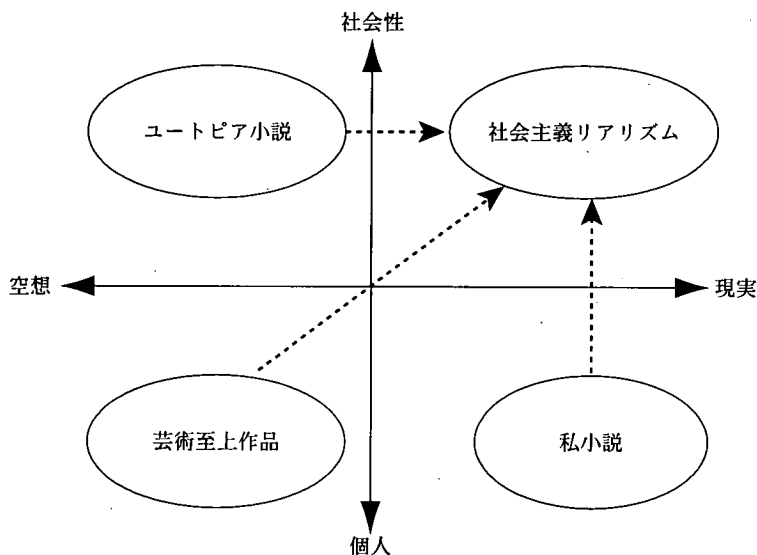 社会性
ユートピア小説
社会主義リアリズム
空想
現実
芸術至上作品
私小説
個人